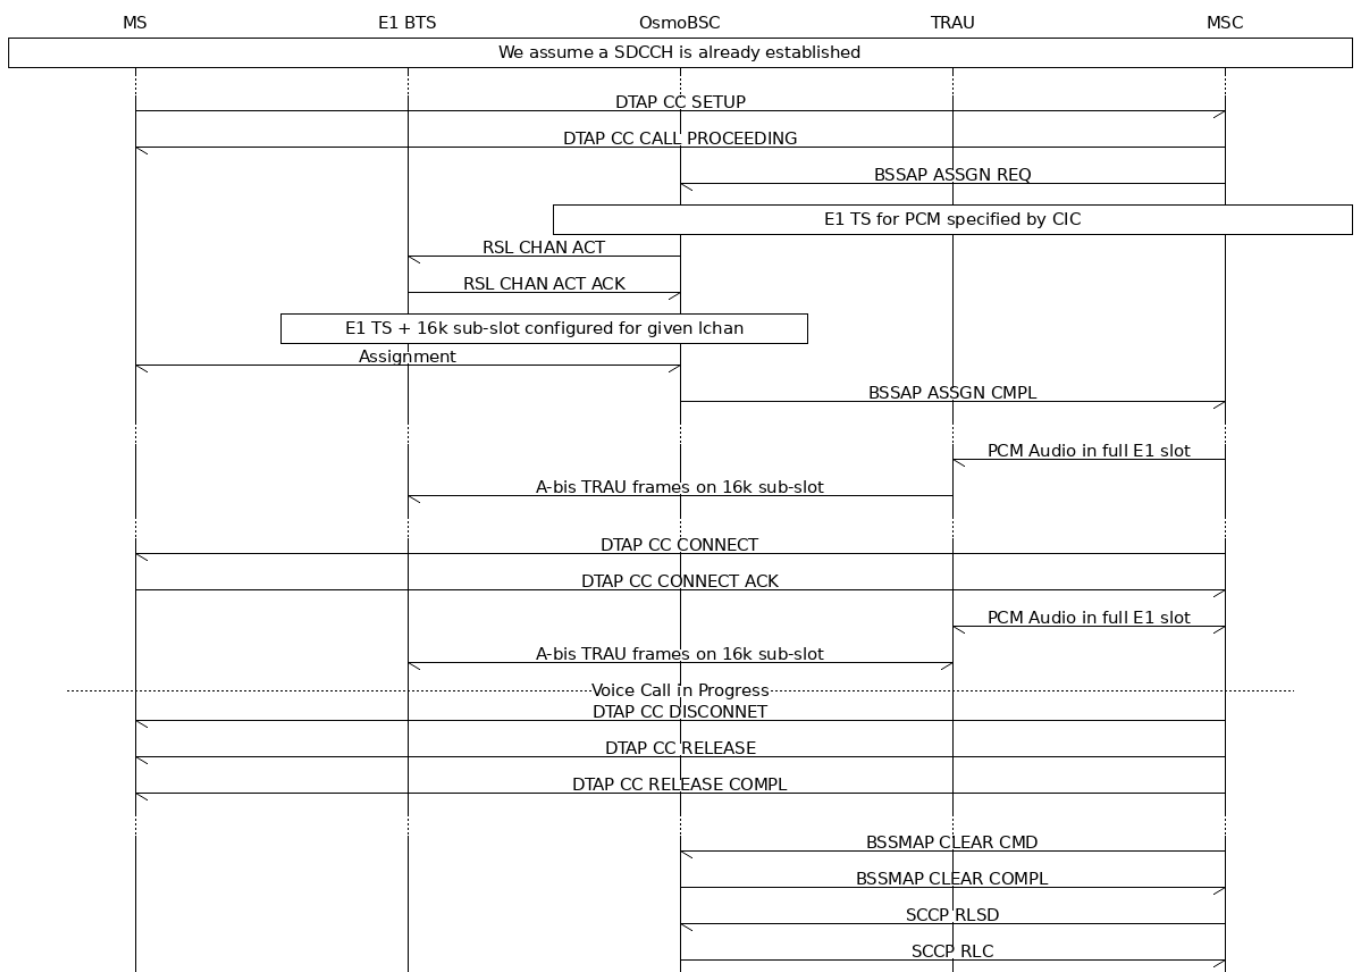 MS E1 BTS OsmoBSC TRAU MSC
We assume a SDCCH is already established
DTAP CC SETUP
DTAP CC CALL PROCEEDING
BSSAP ASSGN REQ
E1 TS for PCM specified by CIC
RSL CHAN ACT
RSL CHAN ACT ACK
E1 TS + 16k sub-slot configured for given lchan
Assignment
BSSAP ASSGN CMPL
PCM Audio in full E1 slot
A-bis TRAU frames on 16k sub-slot
DTAP CC CONNECT
DTAP CC CONNECT ACK
PCM Audio in full E1 slot
A-bis TRAU frames on 16k sub-slot
Voice Call in Progress
DTAP CC DISCONNET
DTAP CC RELEASE
DTAP CC RELEASE COMPL
BSSMAP CLEAR CMD
BSSMAP CLEAR COMPL
SCCP RLSD
SCCP RLC